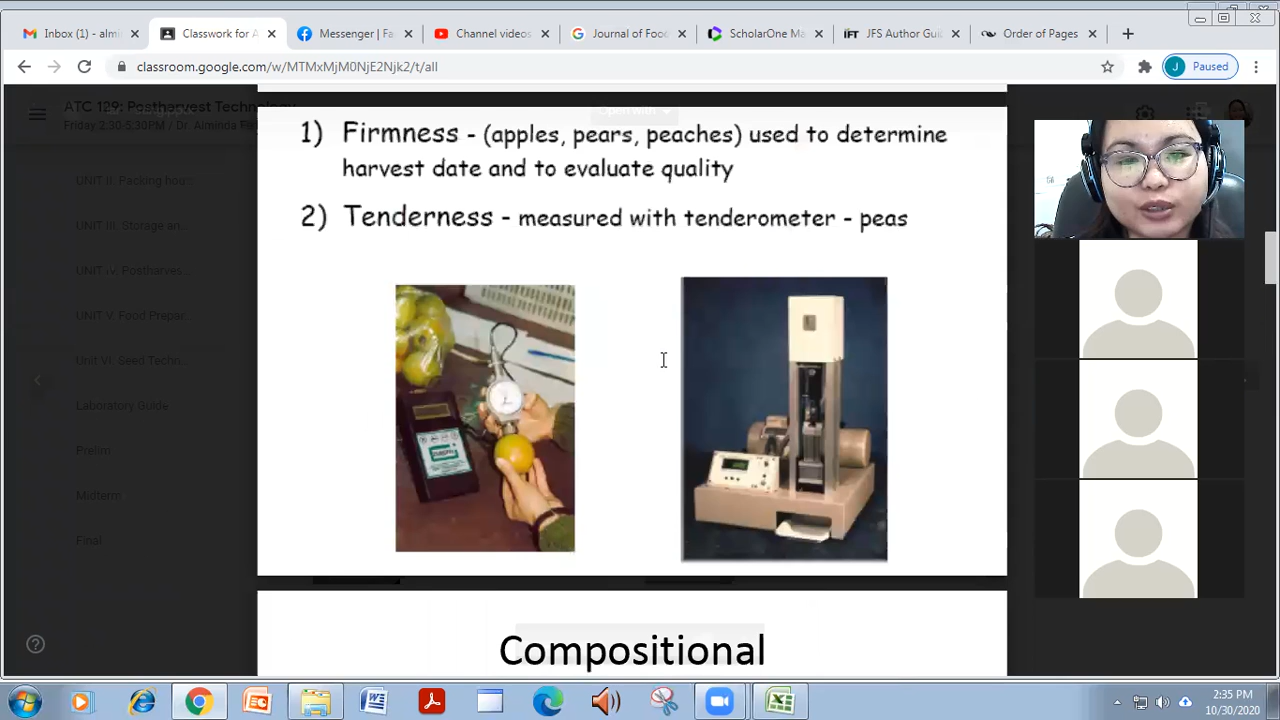 Inbox (1) - almi
Classwork for A
Messenger | Fa
Channel videos
Journal of Food
ScholarOne Ma
JFS Author Gui
Order of Pages
classroom.google.com/w/MTMxMjM0NjE2Njk2/t/all
J Paused
ATC 129: Postharvest Technology
Friday 2:30-5:30PM / Dr. Alminda
Open with
UNIT II. Packing hou...
UNIT III. Storage an...
UNIT IV. Postharves...
UNIT V. Food Prepar...
Unit VI. Seed Techn...
Laboratory Guide
Prelim
Midterm
Final
1) Firmness - (apples, pears, peaches) used to determine
harvest date and to evaluate quality
2) Tenderness - measured with tenderometer - peas
Compositional
2:35 PM
10/30/2020